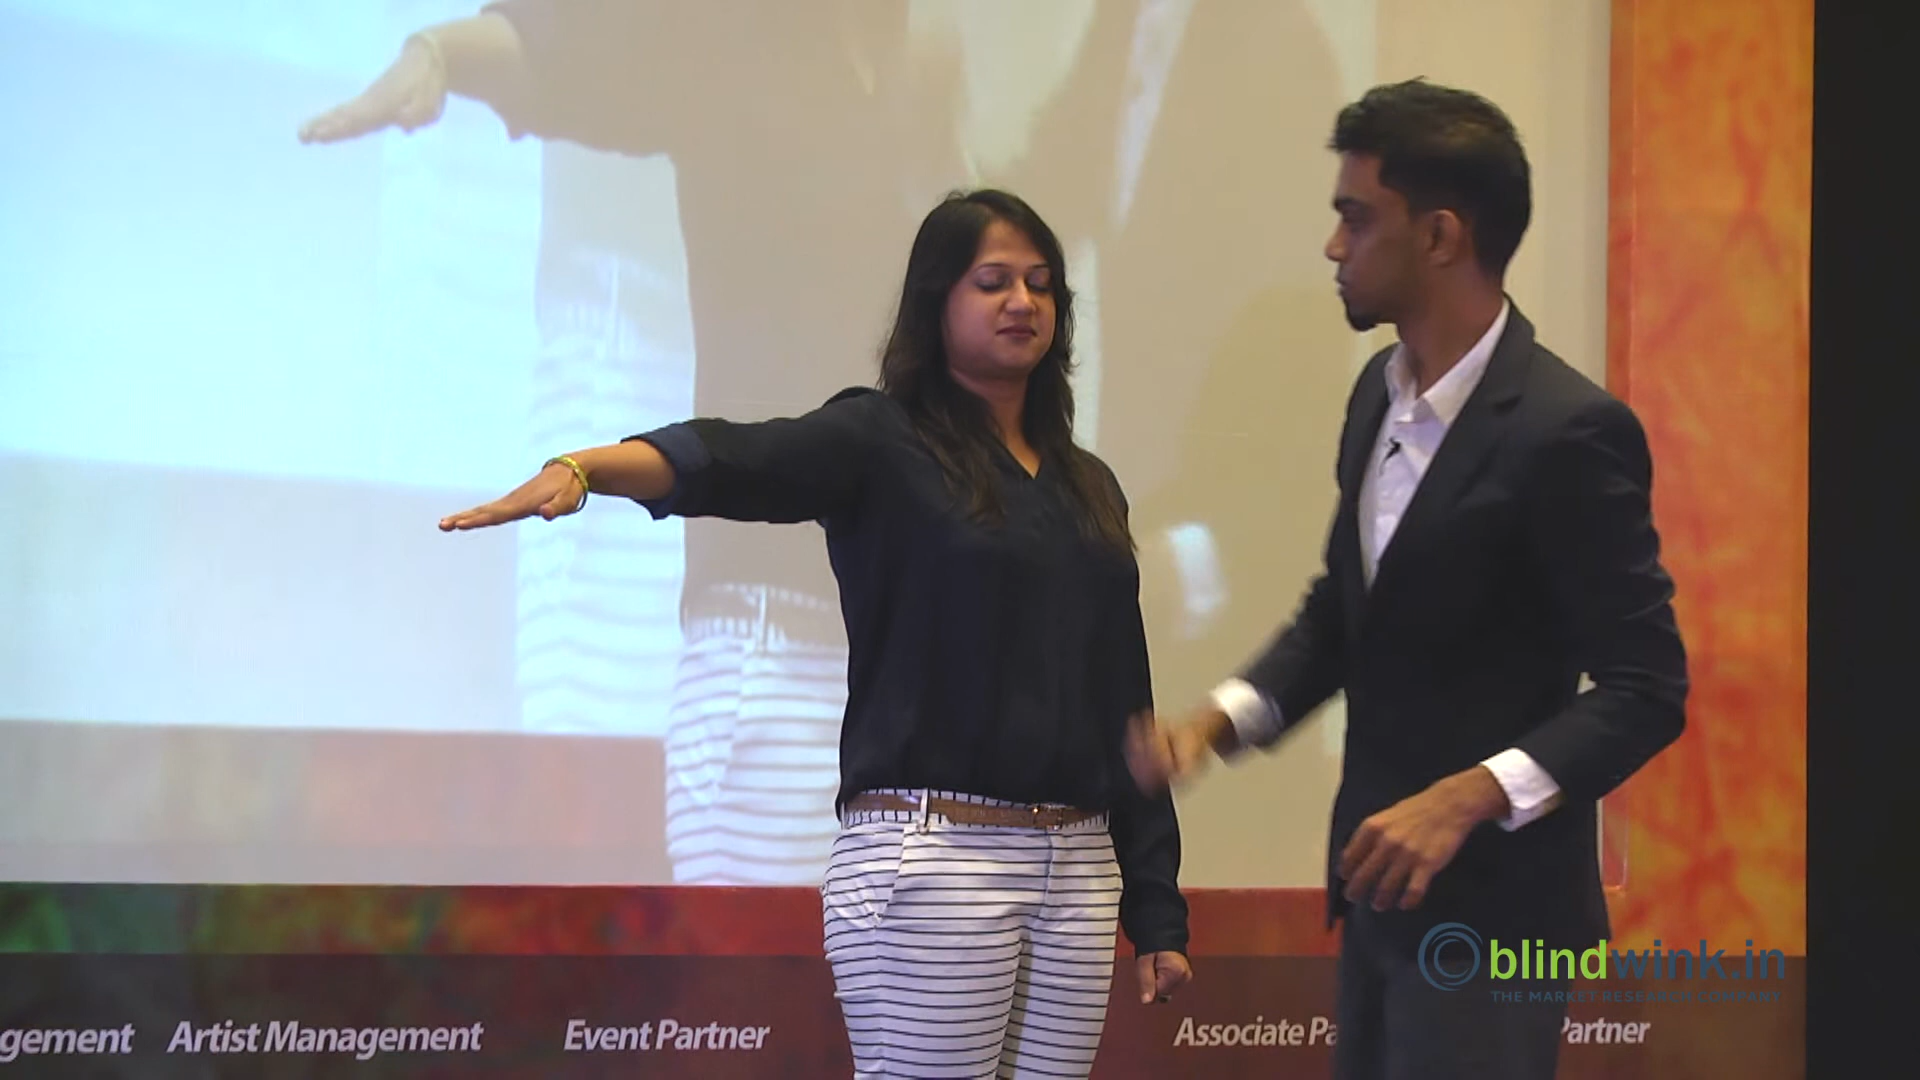 blindwink.in
THE MARKET RESEARCH COMPANY
gement Artist Management Event Partner Associate Pa Partner